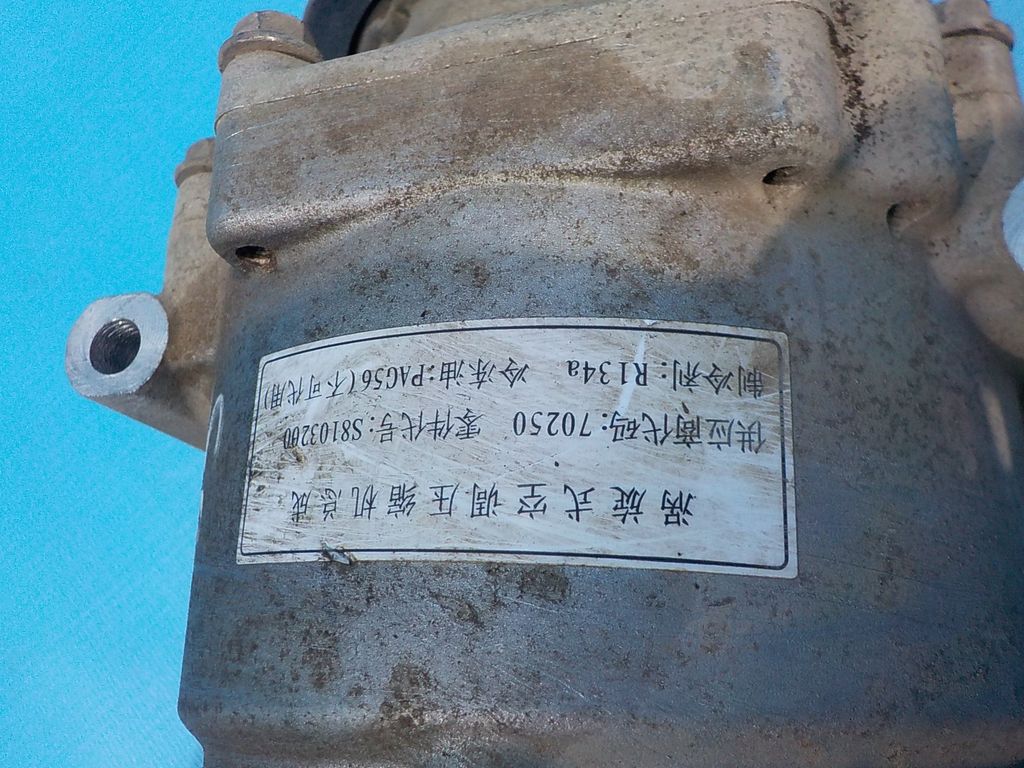 涡旋式空调压缩机总成
供应商代码:70250 零件代号:S8103200
制冷剂:R134a 冷冻油:PAG56(不可代用)